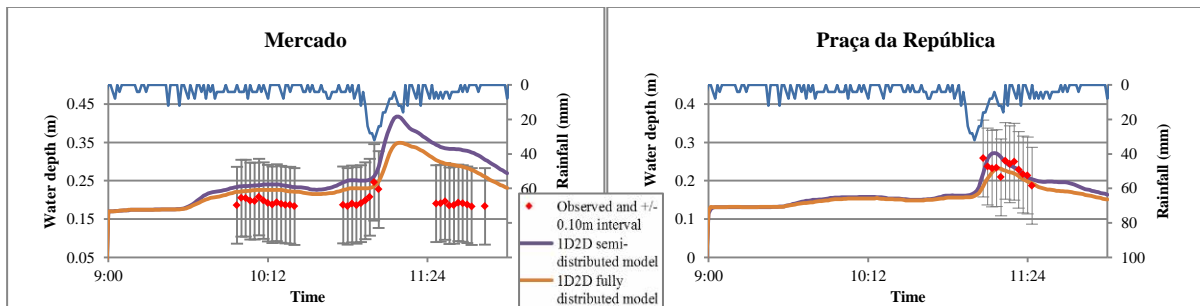 Mercado
Water depth (m)
0.45
0.35
0.25
0.15
0.05
0
20
40
60
Rainfall (mm)
9:00
10:12
11:24
Time
Observed and +/-
0.10m interval
1D2D semi-
distributed model
1D2D fully
distributed model
Praça da República
Water depth (m)
0.4
0.3
0.2
0.1
0
0
20
40
60
80
100
Rainfall (mm)
9:00
10:12
11:24
Time